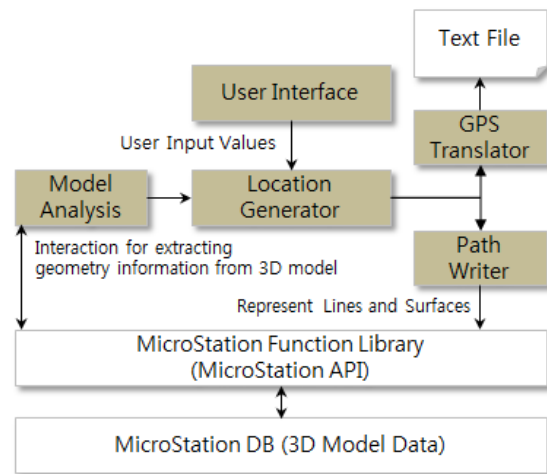 Text File
User Interface
User Input Values
GPS
Translator
Model
Analysis
Location
Generator
Interaction for extracting
geometry information from 3D model
Path
Writer
Represent Lines and Surfaces
MicroStation Function Library
(MicroStation API)
MicroStation DB (3D Model Data)